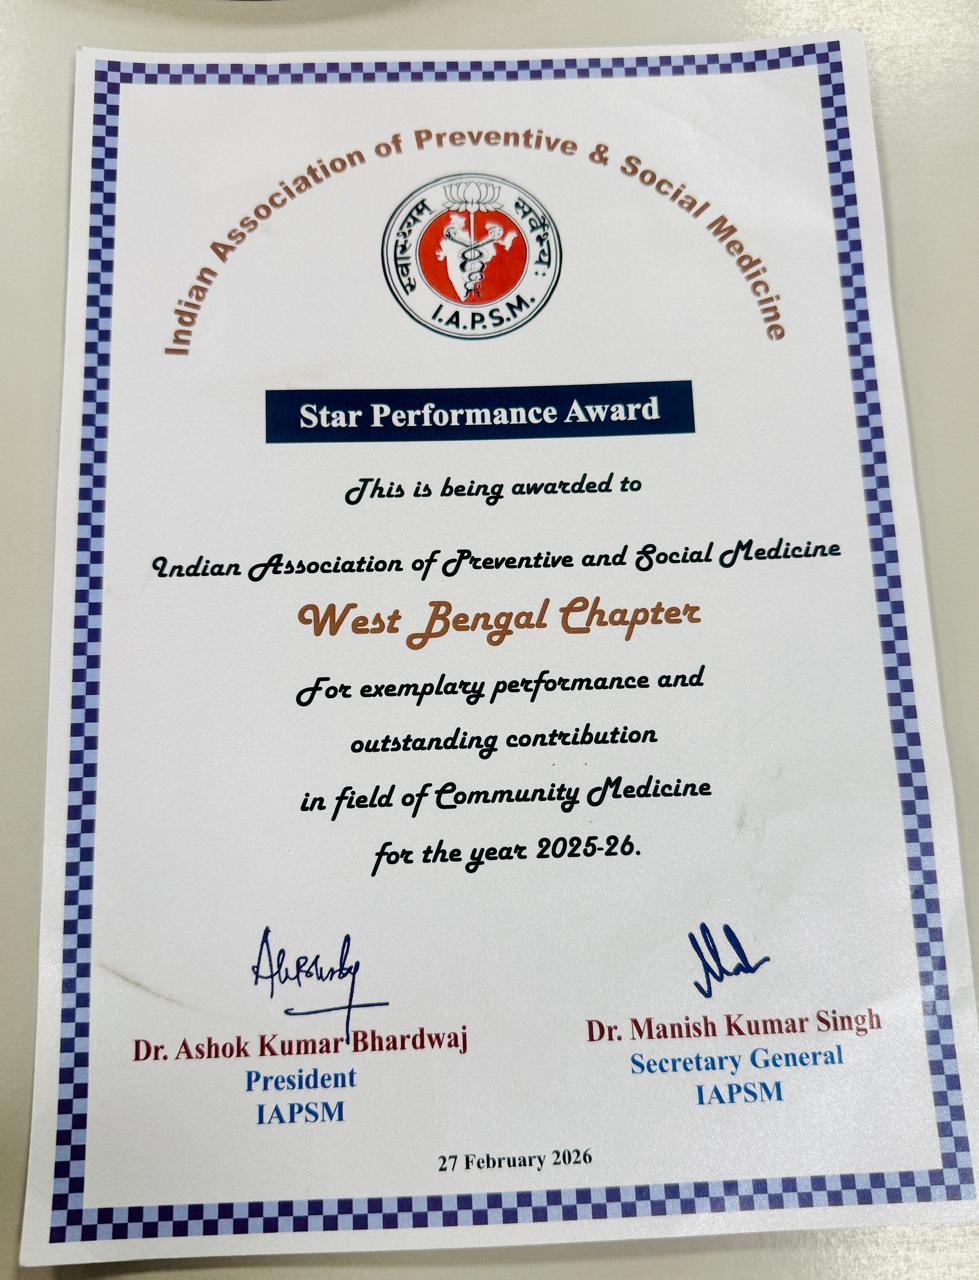 Indian Association of Preventive & Social Medicine
स्वास्थ्यम् सर्वेभ्यः
I.A.P.S.M.
Star Performance Award
This is being awarded to
Indian Association of Preventive and Social Medicine
West Bengal Chapter
For exemplary performance and
outstanding contribution
in field of Community Medicine
for the year 2025-26.
Dr. Ashok Kumar Bhardwaj
President
IAPSM
Dr. Manish Kumar Singh
Secretary General
IAPSM
27 February 2026